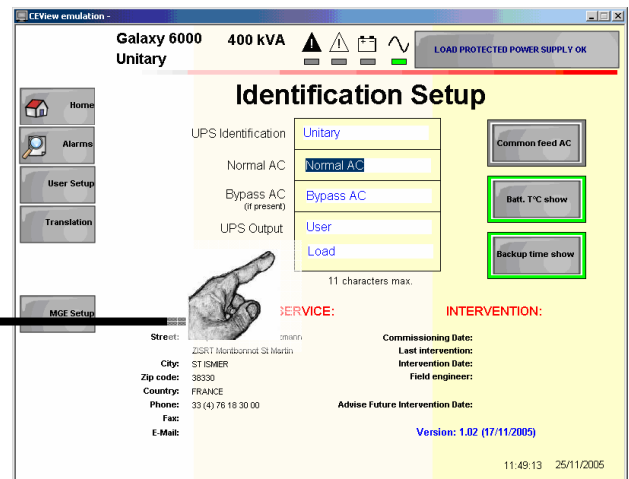 CEView emulation -
Galaxy 6000 400 kVA
Unitary
LOAD PROTECTED POWER SUPPLY OK
Identification Setup
Home
Alarms
User Setup
Translation
MGE Setup
UPS Identification Unitary
Normal AC Normal AC
Bypass AC Bypass AC
(if present)
UPS Output User
Load
11 characters max.
Common feed AC
Batt. T°C show
Backup time show
INTERVENTION:
Street:
ZISRT Montbonnot St Martin
City: ST ISMIER
Zip code: 38330
Country: FRANCE
Phone: 33 (4) 76 18 30 00
Fax:
E-Mail:
Commissioning Date:
Last intervention:
Intervention Date:
Field engineer:
Advise Future Intervention Date:
Version: 1.02 (17/11/2005)
11:49:13 25/11/2005